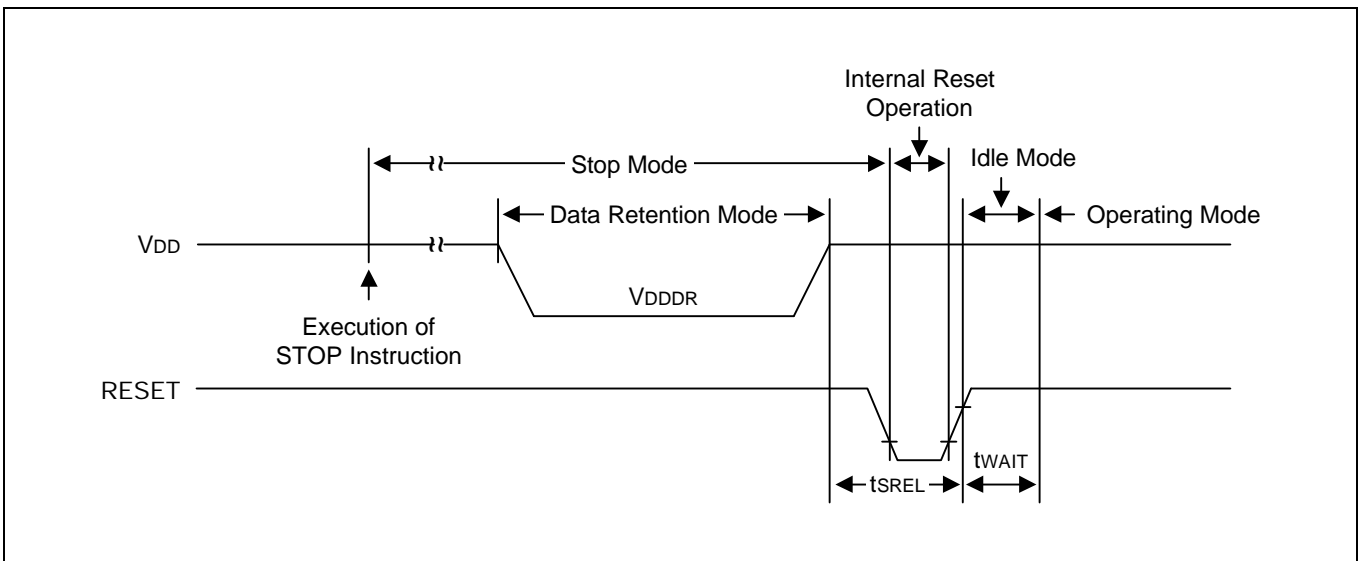 Internal Reset
Operation
Idle Mode
Stop Mode
Data Retention Mode
Operating Mode
VDD
VDDDR
Execution of
STOP Instruction
RESET
tWAIT
tSREL